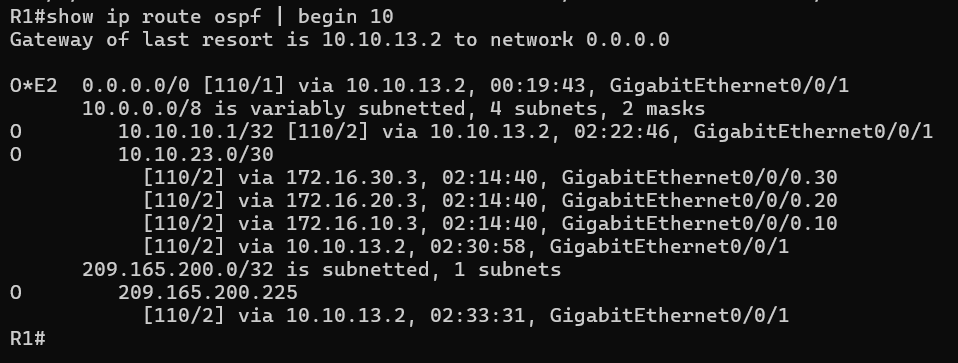 R1#show ip route ospf | begin 10
Gateway of last resort is 10.10.13.2 to network 0.0.0.0
O*E2  0.0.0.0/0 [110/1] via 10.10.13.2, 00:19:43, GigabitEthernet0/0/1
      10.0.0.0/8 is variably subnetted, 4 subnets, 2 masks
O        10.10.10.1/32 [110/2] via 10.10.13.2, 02:22:46, GigabitEthernet0/0/1
O        10.10.23.0/30
           [110/2] via 172.16.30.3, 02:14:40, GigabitEthernet0/0/0.30
           [110/2] via 172.16.20.3, 02:14:40, GigabitEthernet0/0/0.20
           [110/2] via 172.16.10.3, 02:14:40, GigabitEthernet0/0/0.10
           [110/2] via 10.10.13.2, 02:30:58, GigabitEthernet0/0/1
      209.165.200.0/32 is subnetted, 1 subnets
O        209.165.200.225
           [110/2] via 10.10.13.2, 02:33:31, GigabitEthernet0/0/1
R1#